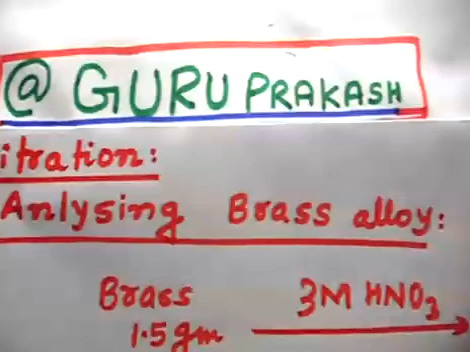 @ GURU PRAKASH
itration:
Anlysing Brass alloy:
Brass 3M HNO3
1.5 gm